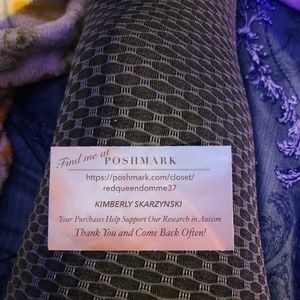 Find me at POSHMARK
https://poshmark.com/closet/
redqueendomme37
KIMBERLY SKARZYNSKI
Your Purchases Help Support Our Research in Autism
Thank You and Come Back Often!